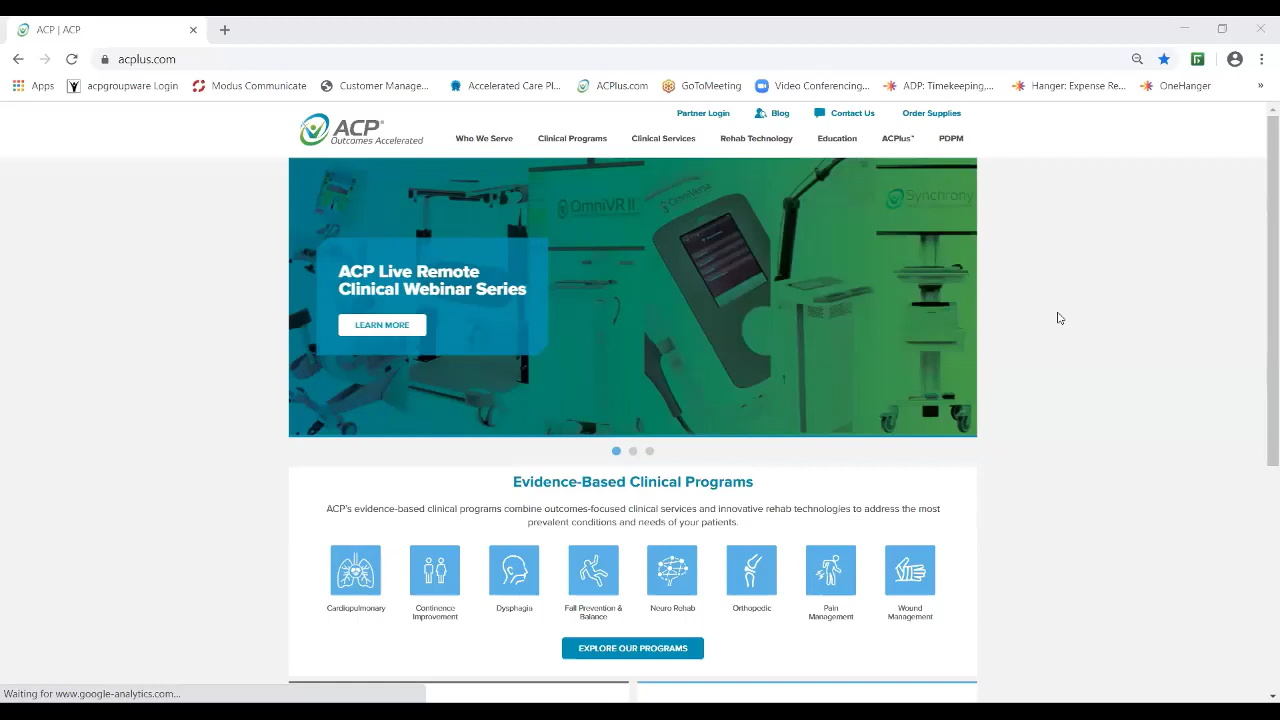 ACP | ACP
acplus.com
Apps
acpgroupware Login
Modus Communicate
Customer Manage...
Accelerated Care Pl...
ACPlus.com
GoToMeeting
Video Conferencing...
ADP: Timekeeping,...
Hanger: Expense Re...
OneHanger
»
Partner Login
Blog
Contact Us
Order Supplies
ACP®
Outcomes Accelerated
Who We Serve
Clinical Programs
Clinical Services
Rehab Technology
Education
ACPlus™
PDPM
OmniVR II
OmniVersa
Synchrony
ACP Live Remote
Clinical Webinar Series
LEARN MORE
Evidence-Based Clinical Programs
ACP's evidence-based clinical programs combine outcomes-focused clinical services and innovative rehab technologies to address the most
prevalent conditions and needs of your patients.
Cardiopulmonary
Continence
Improvement
Dysphagia
Fall Prevention &
Balance
Neuro Rehab
Orthopedic
Pain
Management
Wound
Management
EXPLORE OUR PROGRAMS
Waiting for www.google-analytics.com...